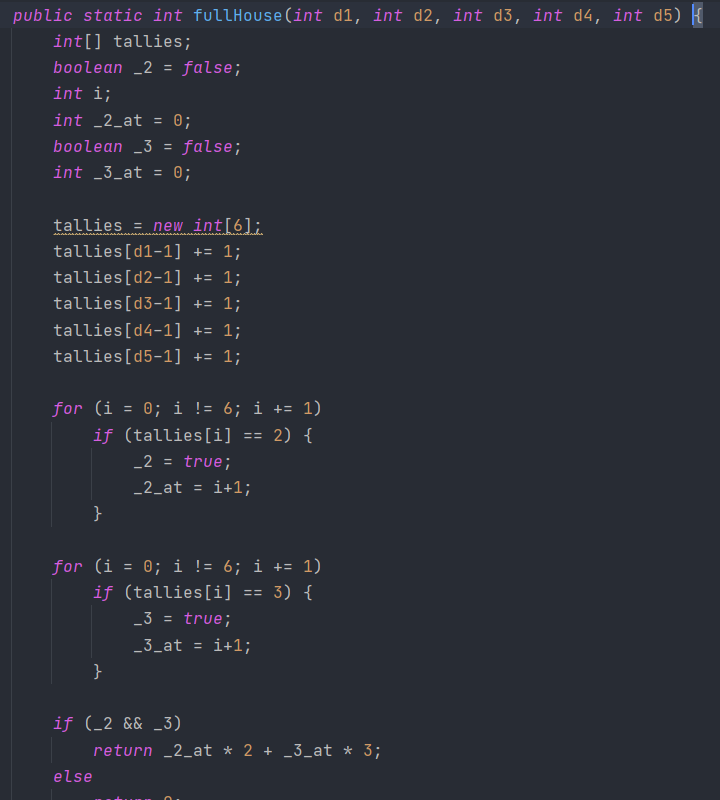 public static int fullHouse(int d1, int d2, int d3, int d4, int d5) {
    int[] tallies;
    boolean _2 = false;
    int i;
    int _2_at = 0;
    boolean _3 = false;
    int _3_at = 0;

    tallies = new int[6];
    tallies[d1-1] += 1;
    tallies[d2-1] += 1;
    tallies[d3-1] += 1;
    tallies[d4-1] += 1;
    tallies[d5-1] += 1;

    for (i = 0; i != 6; i += 1)
        if (tallies[i] == 2) {
            _2 = true;
            _2_at = i+1;
        }

    for (i = 0; i != 6; i += 1)
        if (tallies[i] == 3) {
            _3 = true;
            _3_at = i+1;
        }

    if (_2 && _3)
        return _2_at * 2 + _3_at * 3;
    else
        return 0;